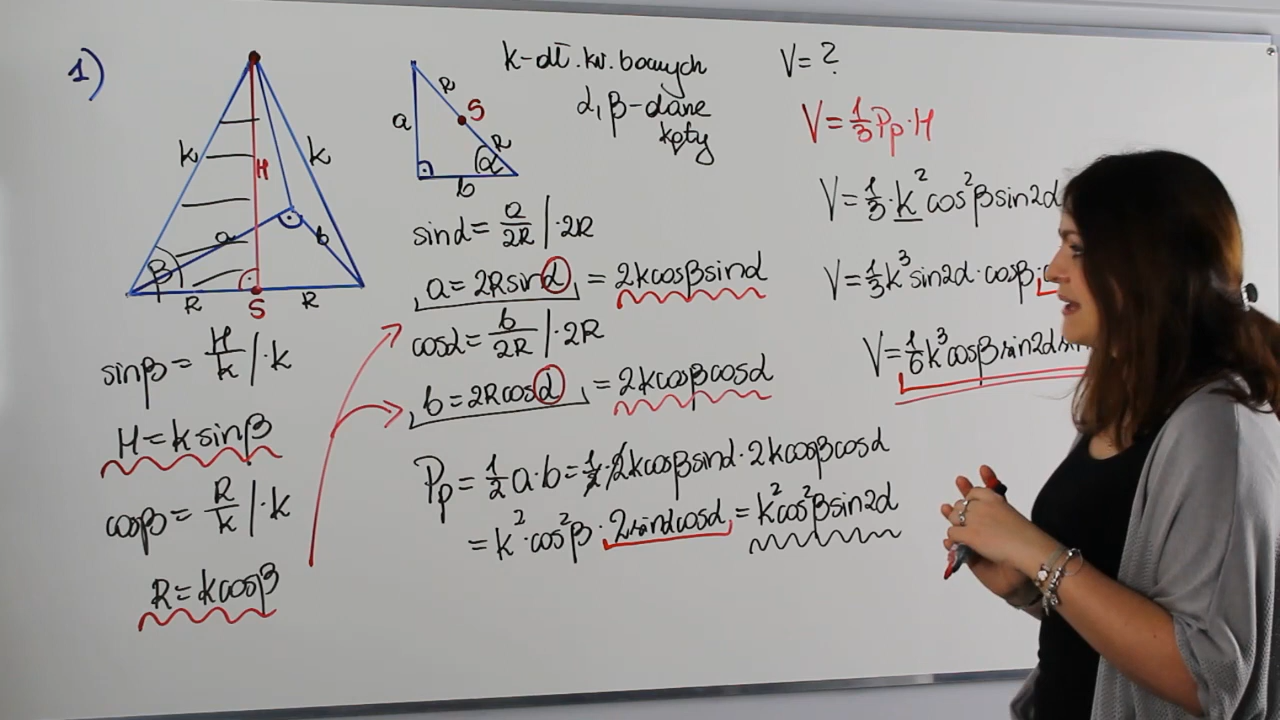 1)
k
H
k
β
a
b
R
S
R
sinβ = H/k | ·k
H = k sinβ
cosβ = R/k | ·k
R = kcosβ
a
R
S
R
α
b
k - dł. kr. bocznych
α, β - dane
kąty
sinα = a/2R | ·2R
a = 2Rsinα = 2kcosβsinα
cosα = b/2R | ·2R
b = 2Rcosα = 2kcosβcosα
Pp = 1/2 a·b = 1/2 · 2kcosβsinα · 2kcosβcosα
= k² · cos²β · 2sinαcosα = k²cos²βsin2α
V = ?
V = 1/3 Pp · H
V = 1/3 · k² cos²β sin2α
V = 1/3 k³ sin2α · cosβ ·
V = 1/6 k³ cosβ sin2α